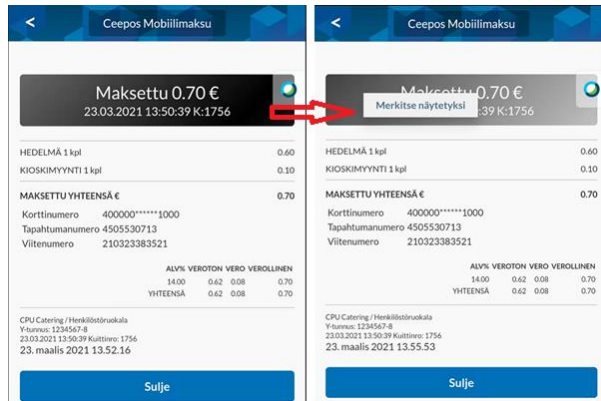 < Ceepos Mobiilimaksu
Maksettu 0.70 €
23.03.2021 13:50:39 K:1756
HEDELMÄ 1 kpl 0.60
KIOSKIMYYNTI 1 kpl 0.10
MAKSETTU YHTEENSÄ € 0.70
Korttinumero 400000******1000
Tapahtumanumero 4505530713
Viitenumero 210323383521
ALV% VEROTON VERO VEROLLINEN
14.00 0.62 0.08 0.70
YHTEENSÄ 0.62 0.08 0.70
CPU Catering / Henkilöstöruokala
Y-tunnus: 1234567-8
23.03.2021 13:50:39 Kuittinro: 1756
23. maalis 2021 13.52.16
Sulje
< Ceepos Mobiilimaksu
Maksettu 0.70 €
Merkitse näytetyksi
:39 K:1756
HEDELMÄ 1 kpl 0.60
KIOSKIMYYNTI 1 kpl 0.10
MAKSETTU YHTEENSÄ € 0.70
Korttinumero 400000******1000
Tapahtumanumero 4505530713
Viitenumero 210323383521
ALV% VEROTON VERO VEROLLINEN
14.00 0.62 0.08 0.70
YHTEENSÄ 0.62 0.08 0.70
CPU Catering / Henkilöstöruokala
Y-tunnus: 1234567-8
23.03.2021 13:50:39 Kuittinro: 1756
23. maalis 2021 13.55.53
Sulje